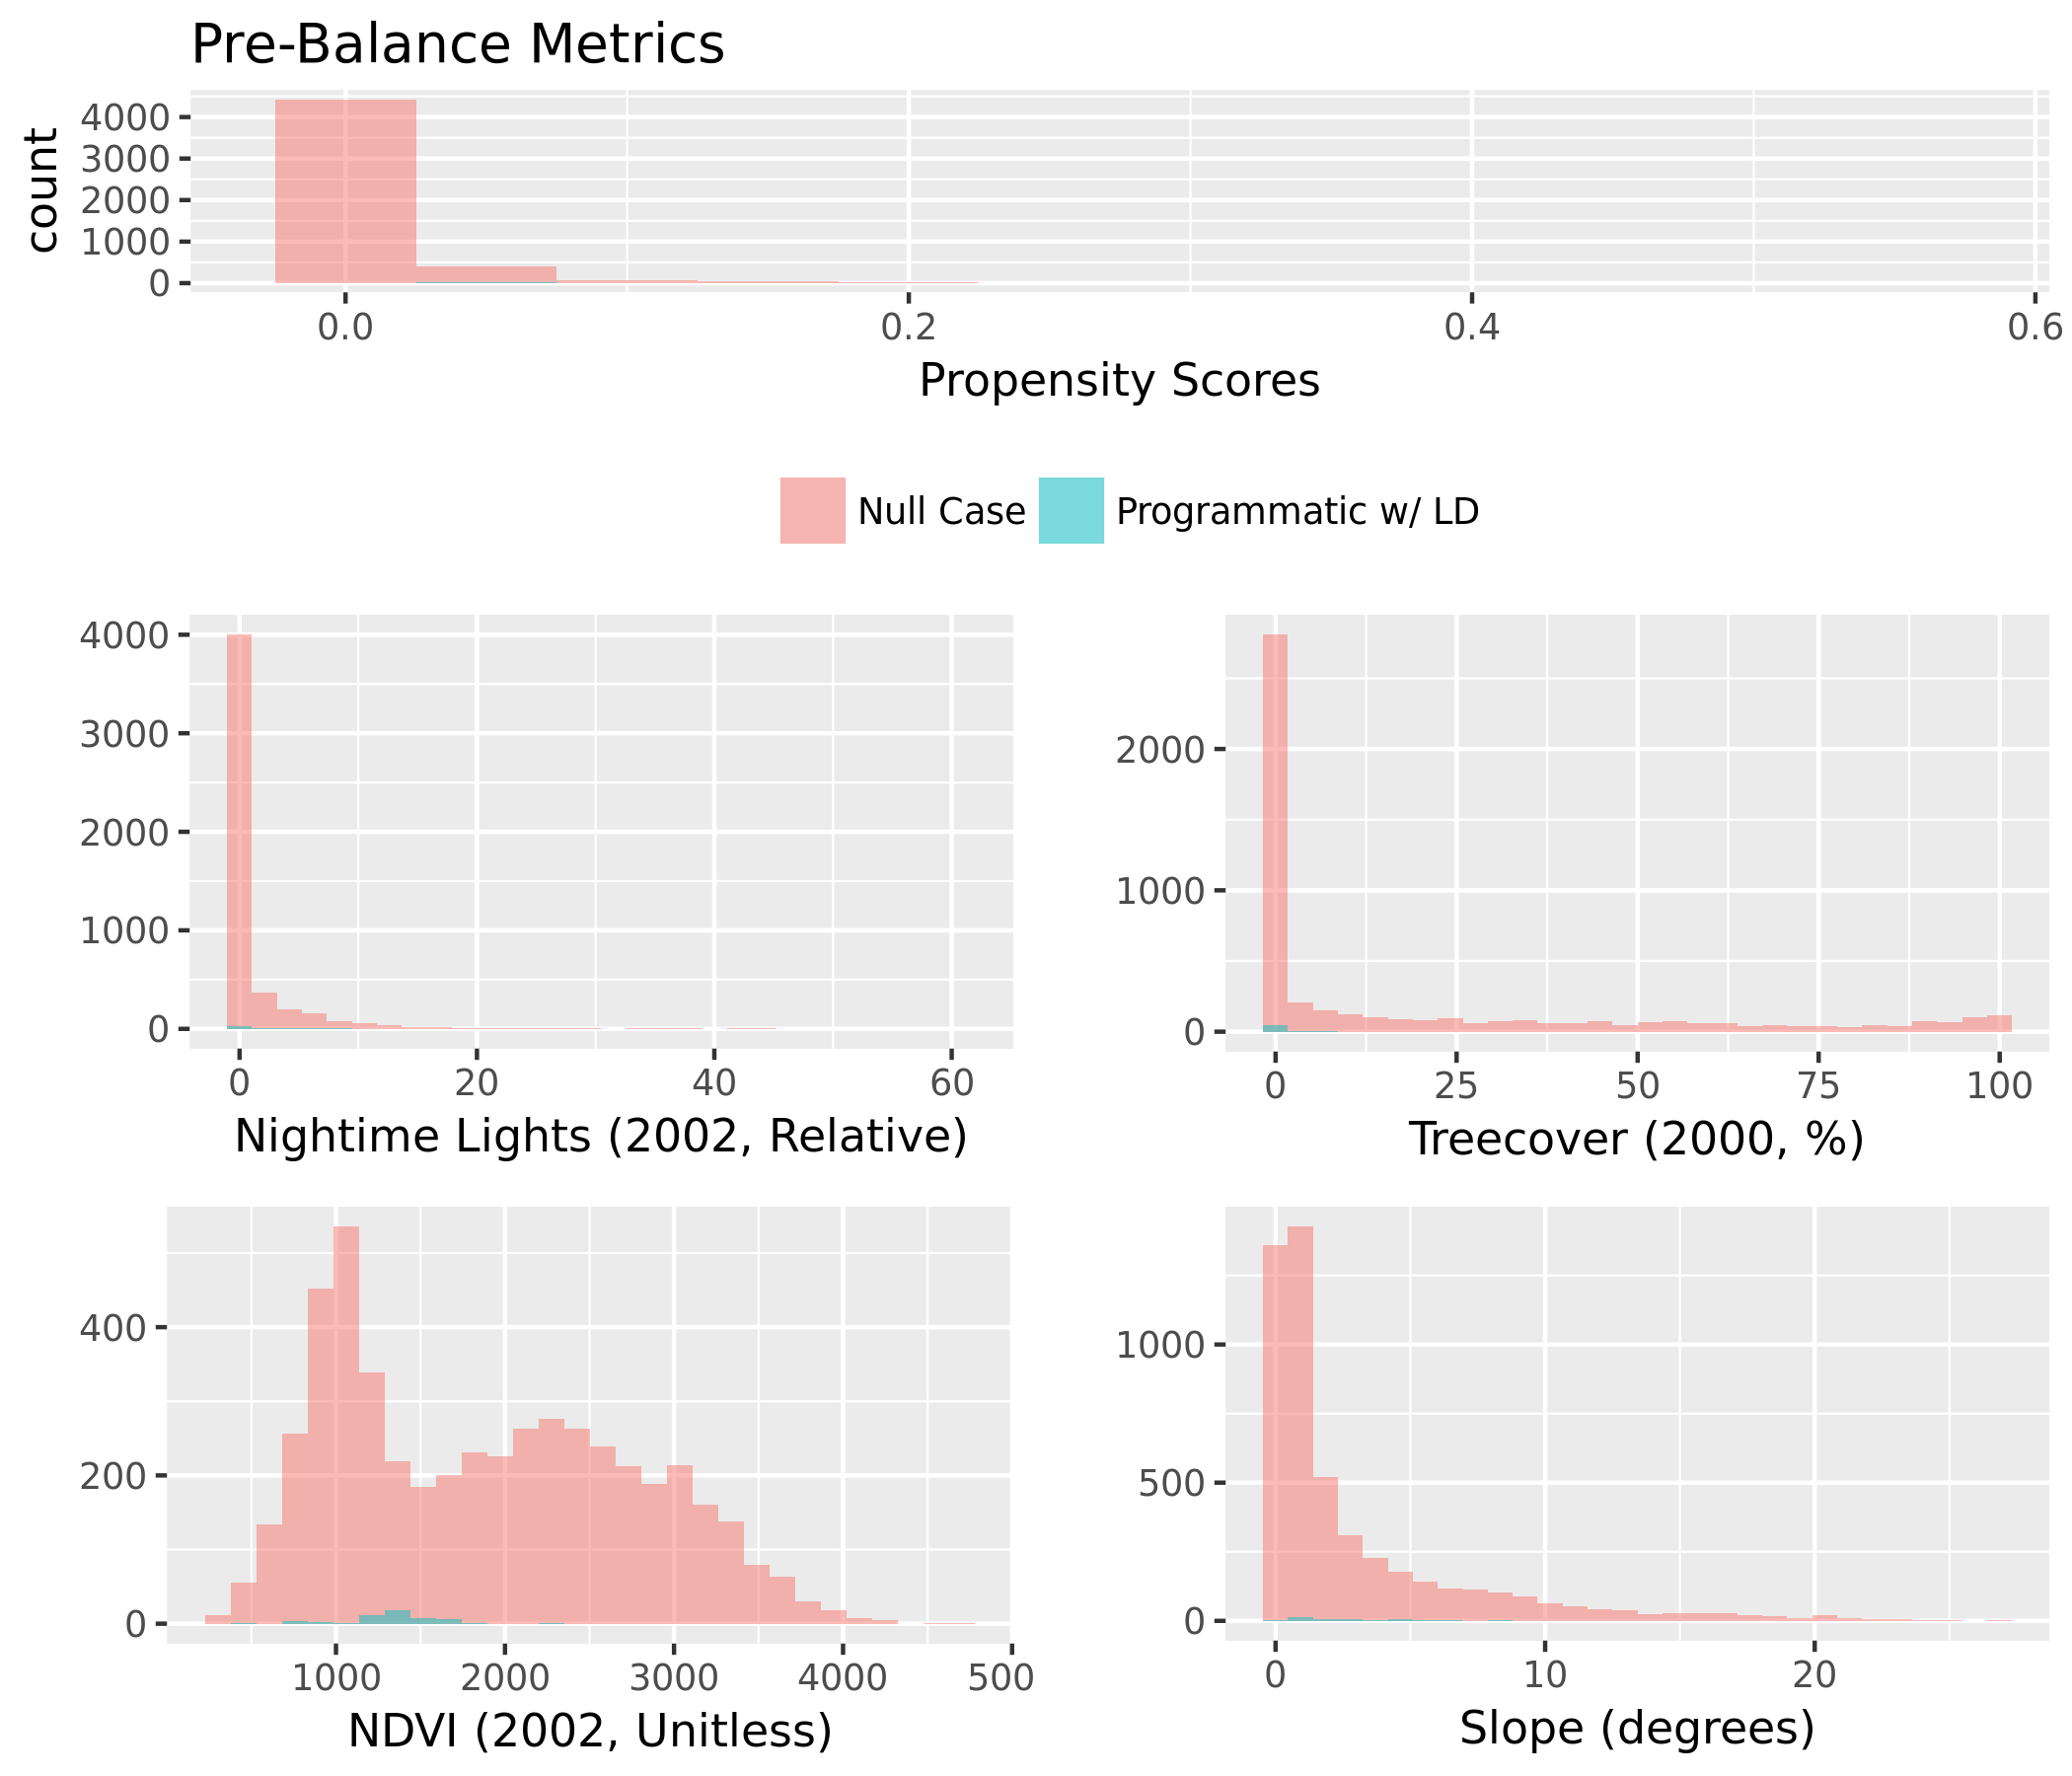 Pre-Balance Metrics
count
4000
3000
2000
1000
0
0.0 0.2 0.4 0.6
Propensity Scores
Null Case Programmatic w/ LD
4000
3000
2000
1000
0
0 20 40 60
Nightime Lights (2002, Relative)
2000
1000
0
0 25 50 75 100
Treecover (2000, %)
400
200
0
1000 2000 3000 4000 500
NDVI (2002, Unitless)
1000
500
0
0 10 20
Slope (degrees)